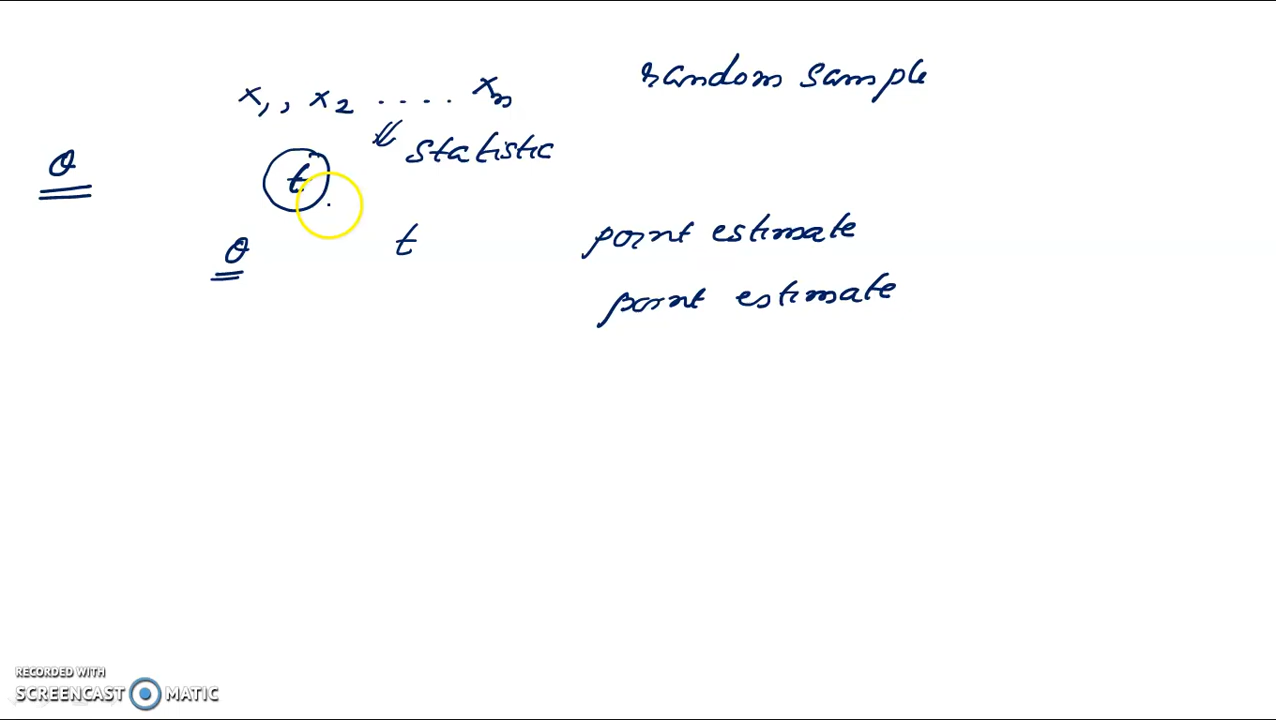 x1, x2 .... xn random sample
θ t statistic
θ t point estimate
point estimate
RECORDED WITH
SCREENCAST MATIC